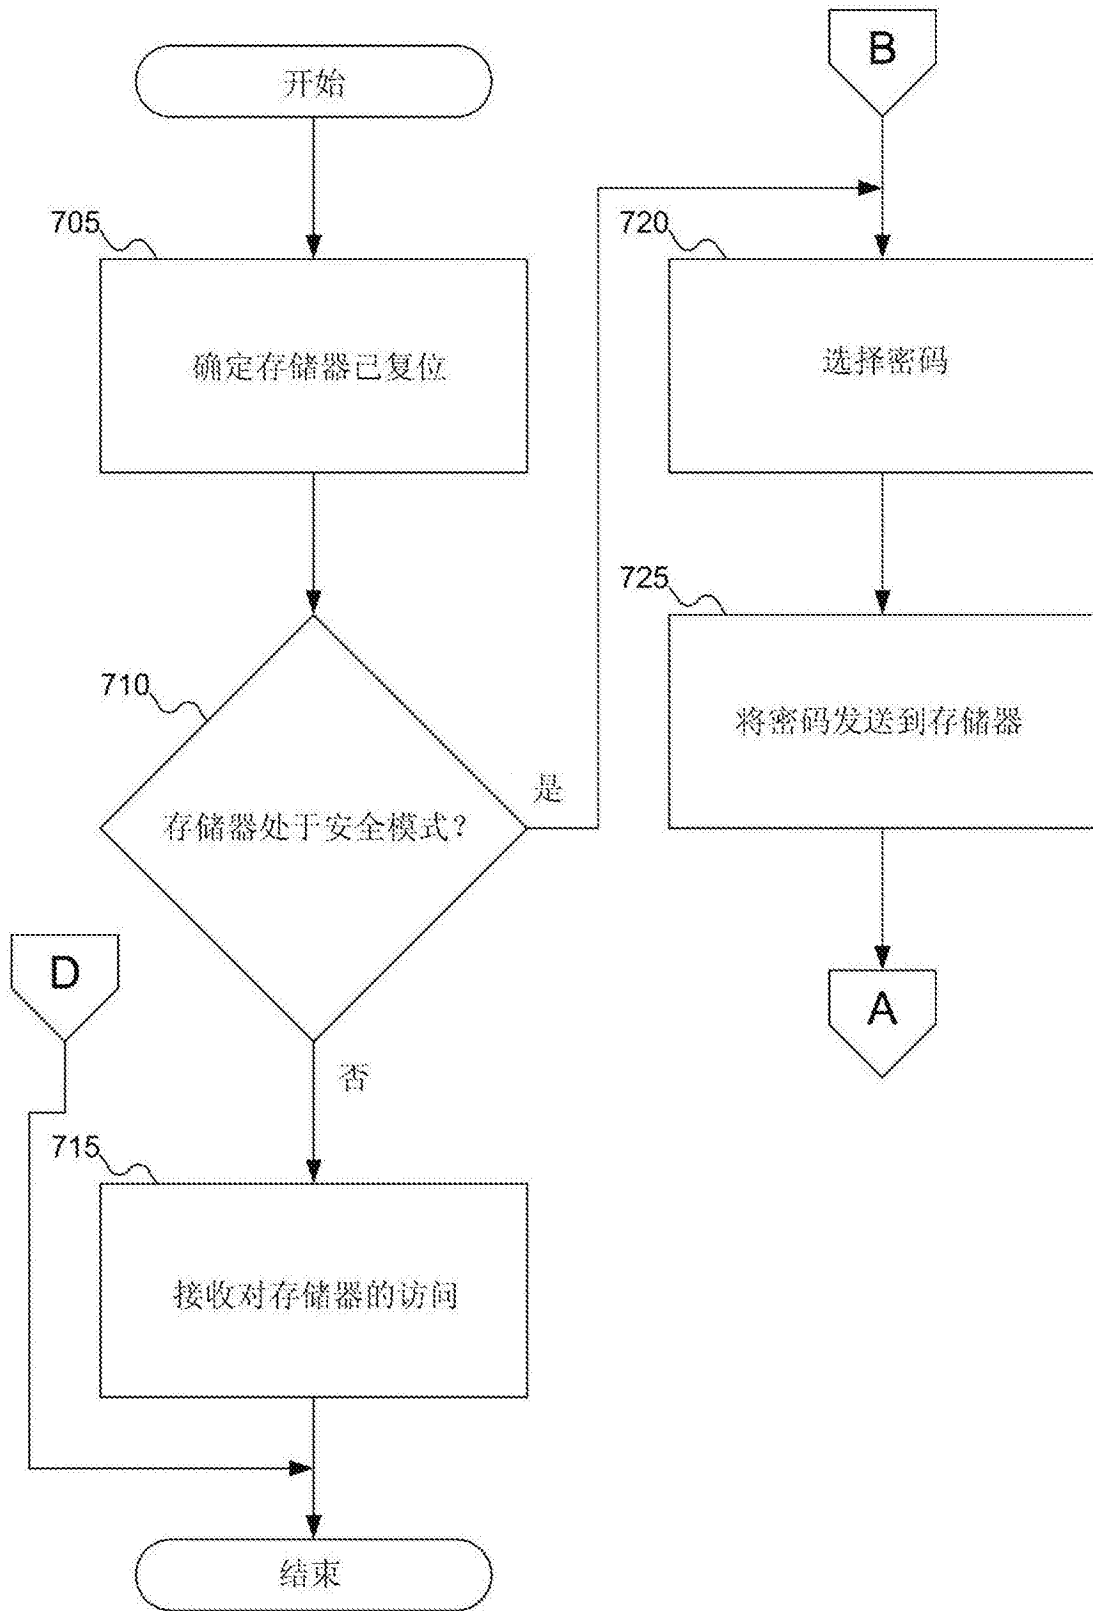 开始
705
确定存储器已复位
710
存储器处于安全模式？
是
否
D
715
接收对存储器的访问
结束
B
720
选择密码
725
将密码发送到存储器
A